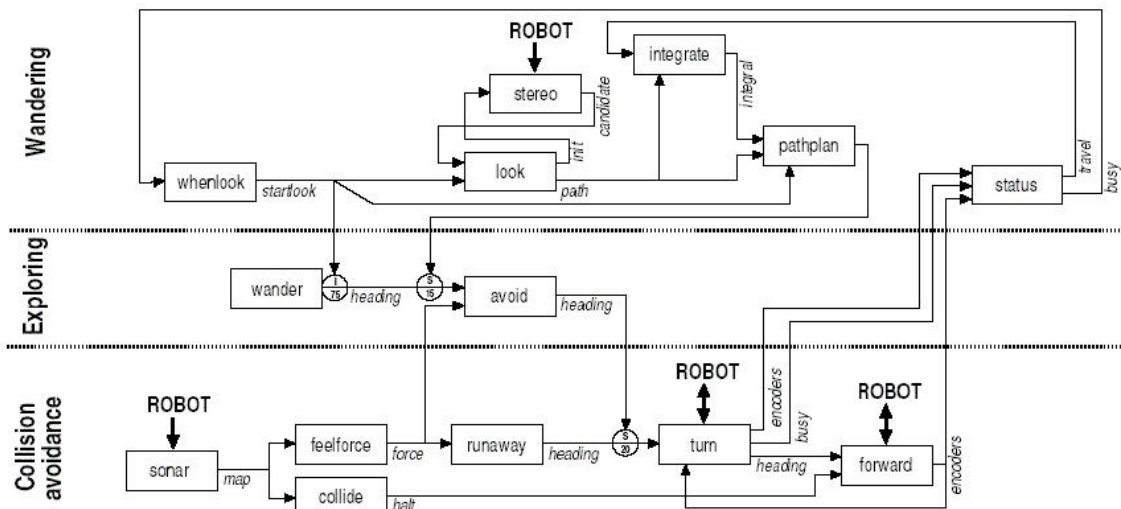 Wandering
ROBOT
integrate
integral
stereo
candidate
init
pathplan
look
path
whenlook
startlook
status
travel
busy
Exploring
wander
I
75
heading
S
15
avoid
heading
Collision
avoidance
ROBOT
sonar
map
feelforce
force
collide
halt
runaway
heading
S
20
ROBOT
turn
encoders
busy
heading
ROBOT
forward
encoders